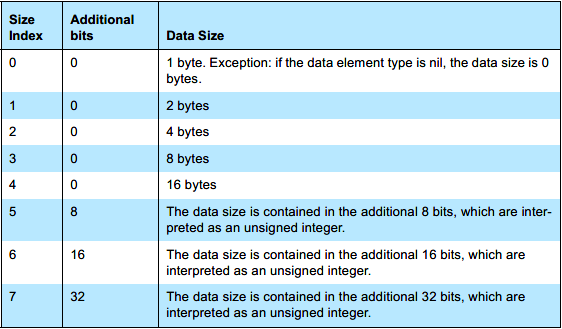 Size Index Additional bits Data Size
0 0 1 byte. Exception: if the data element type is nil, the data size is 0
bytes.
1 0 2 bytes
2 0 4 bytes
3 0 8 bytes
4 0 16 bytes
5 8 The data size is contained in the additional 8 bits, which are inter-
preted as an unsigned integer.
6 16 The data size is contained in the additional 16 bits, which are
interpreted as an unsigned integer.
7 32 The data size is contained in the additional 32 bits, which are
interpreted as an unsigned integer.